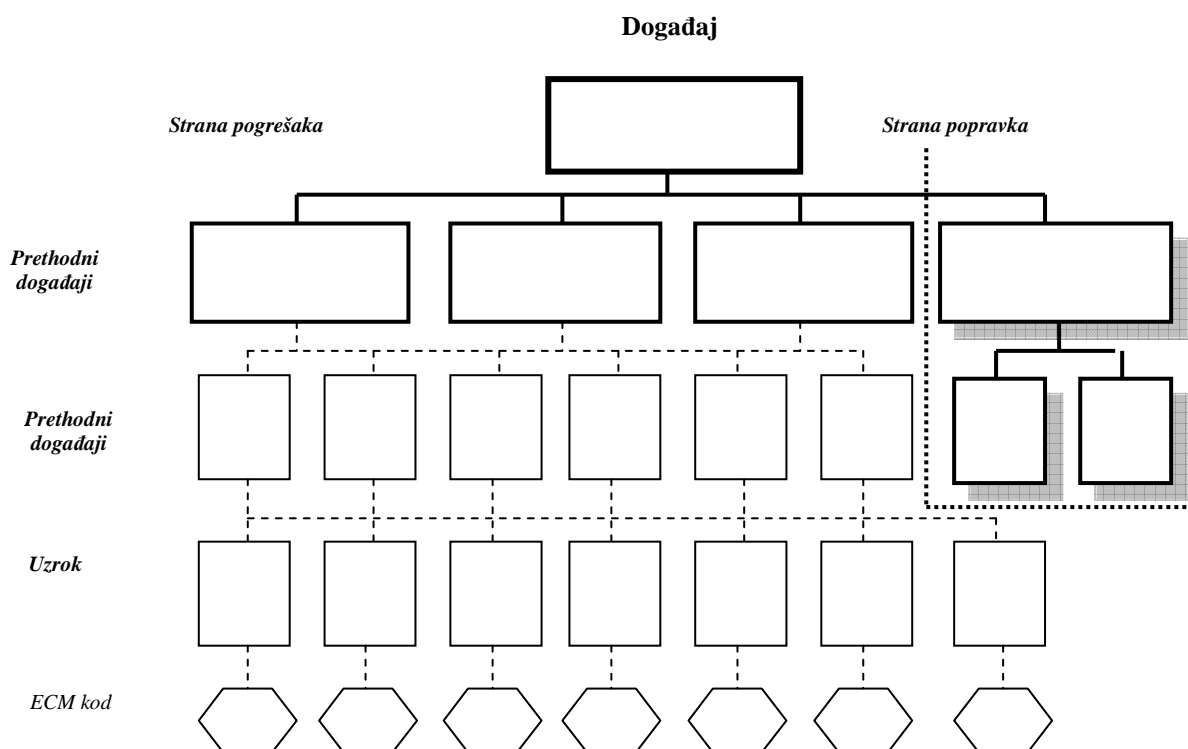 Događaj
Strana pogrešaka
Strana popravka
Prethodni
događaji
Prethodni
događaji
Uzrok
ECM kod